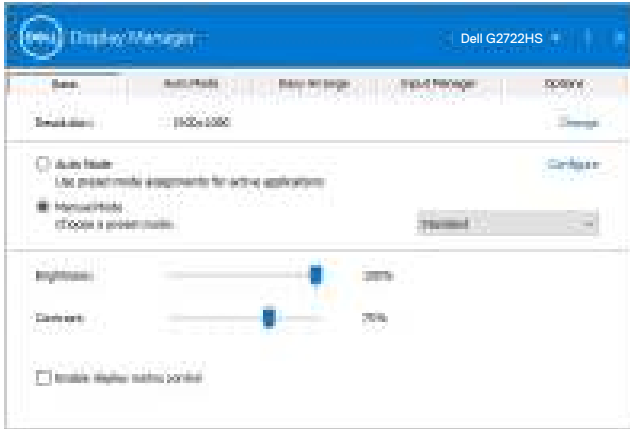 DELL Display Manager
Dell G2722HS
Basic Auto Mode Easy Arrange Input Manager Options
Resolution: 1920x1080 Change
Auto Mode Configure
Use preset mode assignments for active applications
Manual Mode
Choose a preset mode: Standard
Brightness: 100%
Contrast: 75%
Enable display matrix control